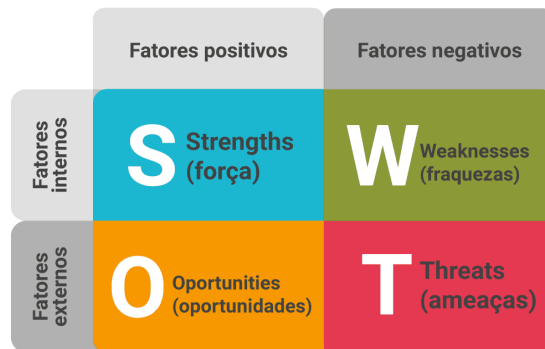 Fatores positivos
Fatores negativos
Fatores
internos
S
Strengths
(força)
W
Weaknesses
(fraquezas)
Fatores
externos
O
Oportunities
(oportunidades)
T
Threats
(ameaças)